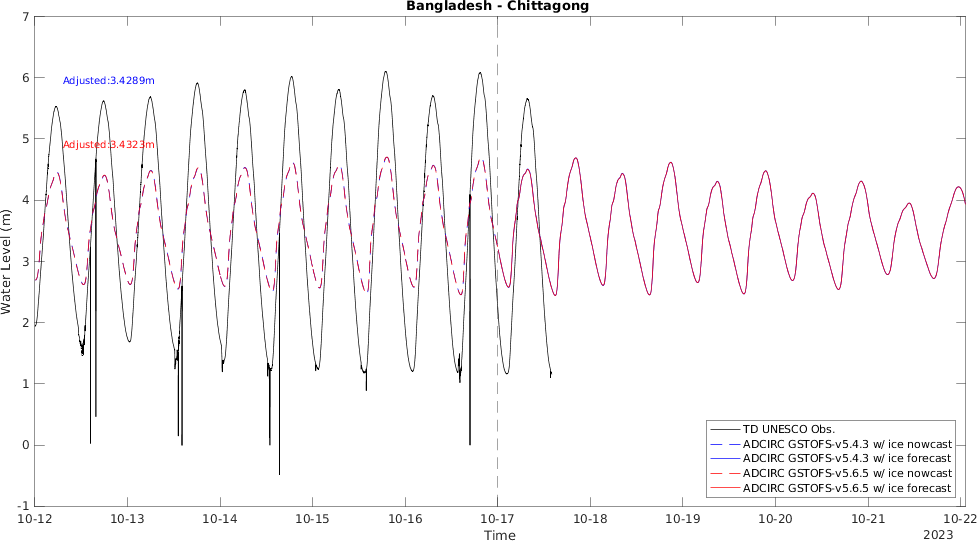 Bangladesh - Chittagong
7
6
5
4
3
2
1
0
-1
Water Level (m)
Adjusted:3.4289m
Adjusted:3.4323m
TD UNESCO Obs.
ADCIRC GSTOFS-v5.4.3 w/ ice nowcast
ADCIRC GSTOFS-v5.4.3 w/ ice forecast
ADCIRC GSTOFS-v5.6.5 w/ ice nowcast
ADCIRC GSTOFS-v5.6.5 w/ ice forecast
10-12 10-13 10-14 10-15 10-16 10-17 10-18 10-19 10-20 10-21 10-22
Time
2023